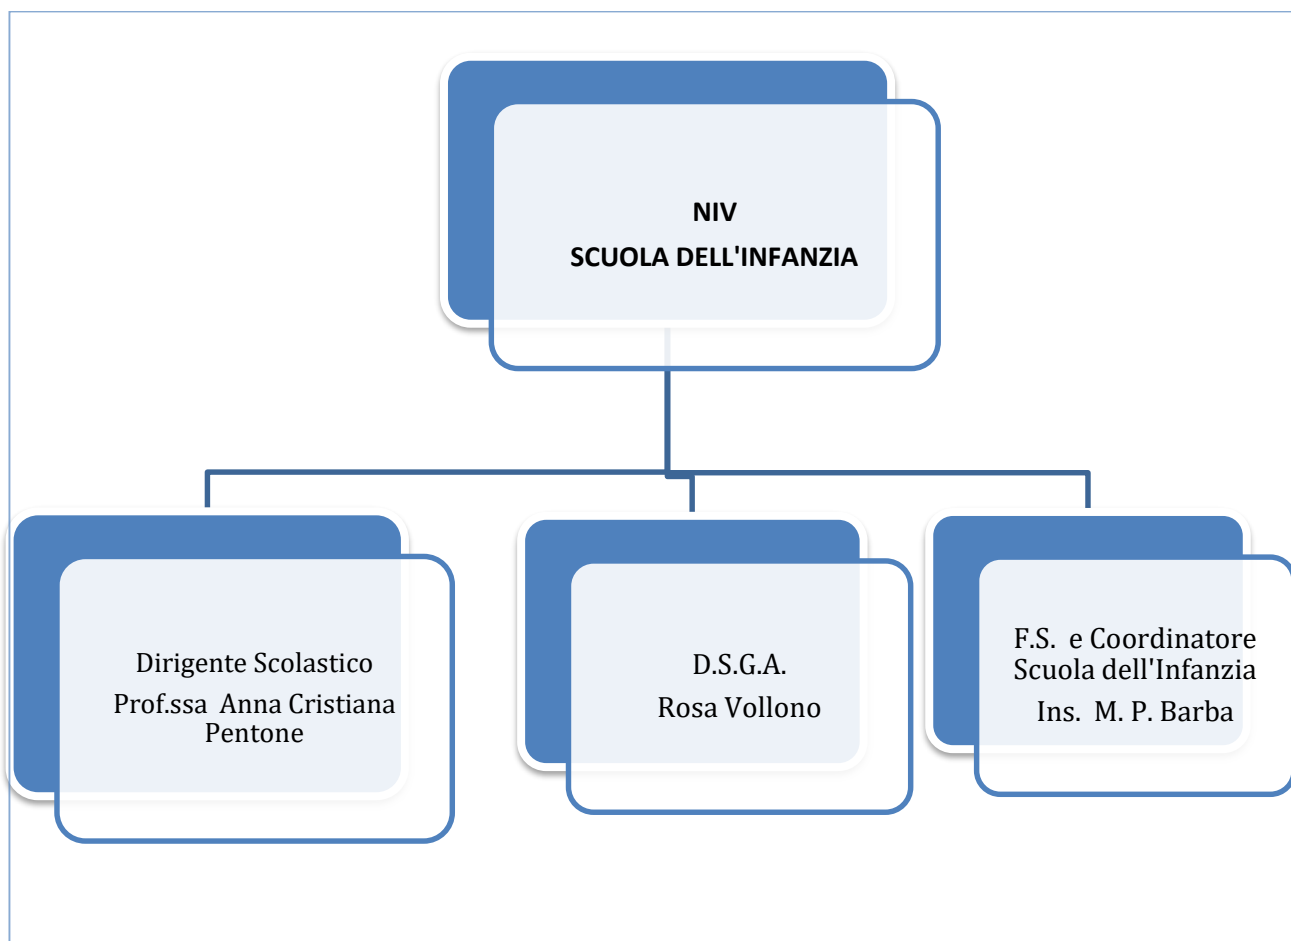 NIV
SCUOLA DELL'INFANZIA
Dirigente Scolastico
Prof.ssa Anna Cristiana
Pentone
D.S.G.A.
Rosa Vollono
F.S. e Coordinatore
Scuola dell'Infanzia
Ins. M. P. Barba